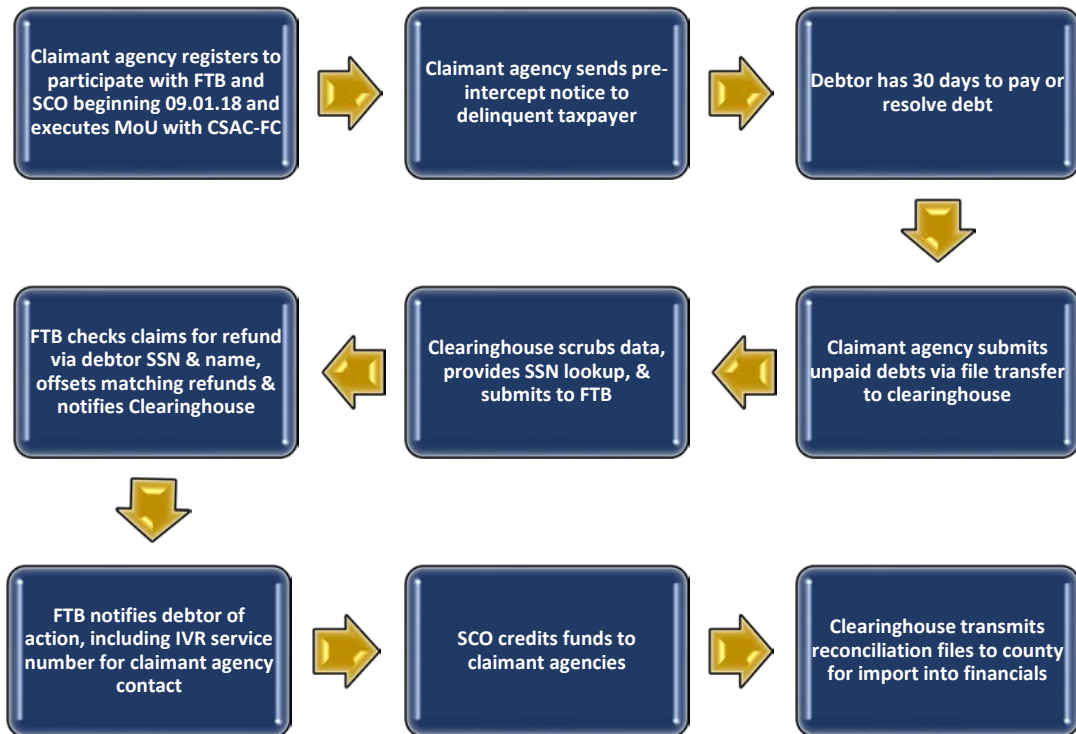 Claimant agency registers to
participate with FTB and
SCO beginning 09.01.18 and
executes MoU with CSAC-FC
Claimant agency sends pre-
intercept notice to
delinquent taxpayer
Debtor has 30 days to pay or
resolve debt
Claimant agency submits
unpaid debts via file transfer
to clearinghouse
Clearinghouse scrubs data,
provides SSN lookup, &
submits to FTB
FTB checks claims for refund
via debtor SSN & name,
offsets matching refunds &
notifies Clearinghouse
FTB notifies debtor of
action, including IVR service
number for claimant agency
contact
SCO credits funds to
claimant agencies
Clearinghouse transmits
reconciliation files to county
for import into financials